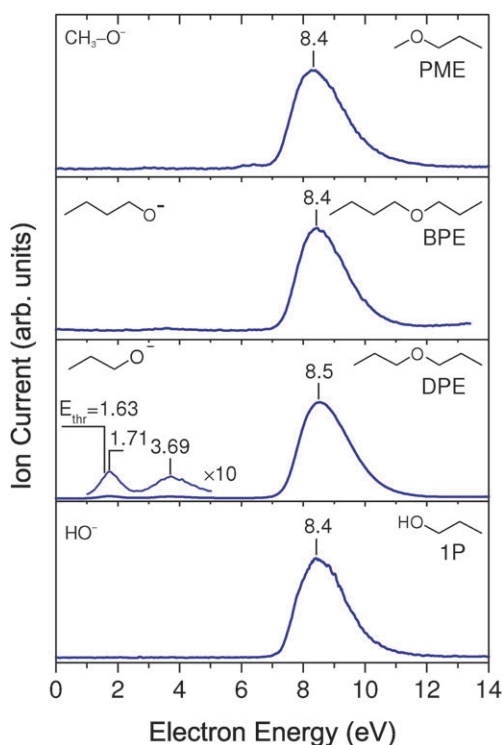 CH₃–O⁻
8.4
O
PME
O⁻
8.4
O
BPE
O⁻
8.5
O
DPE
E_thr=1.63
1.71
3.69
×10
HO⁻
8.4
HO
1P
0 2 4 6 8 10 12 14
Electron Energy (eV)
Ion Current (arb. units)